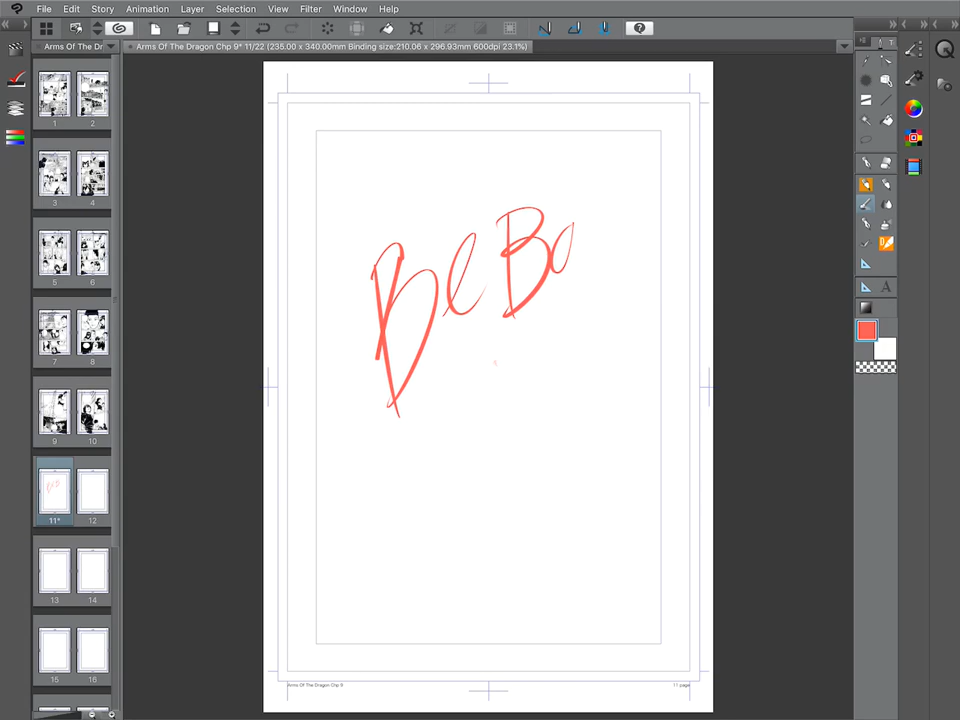 File Edit Story Animation Layer Selection View Filter Window Help
Arms Of The Dr
Arms Of The Dragon Chp 9* 11/22 (235.00 x 340.00mm Binding size:210.06 x 296.93mm 600dpi 23.1%)
1 2
3 4
5 6
7 8
9 10
11* 12
13 14
15 16
BeBo
Arms Of The Dragon Chp 9
11 page
T
A